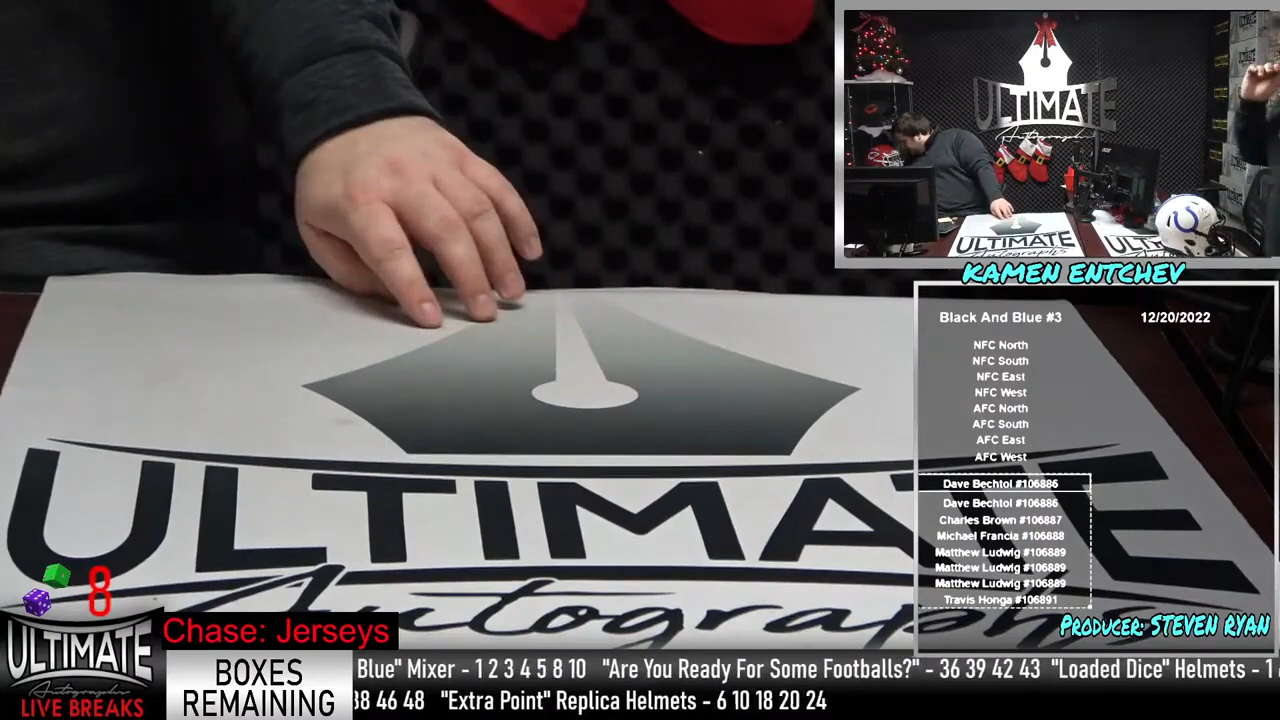 ULTIMATE
Autographs
ULTIMATE
Autographs
KAMEN ENTCHEV
Black And Blue #3 12/20/2022
NFC North
NFC South
NFC East
NFC West
AFC North
AFC South
AFC East
AFC West
Dave Bechtol #106886
Dave Bechtol #106886
Charles Brown #106887
Michael Francia #106888
Matthew Ludwig #106889
Matthew Ludwig #106889
Matthew Ludwig #106889
Travis Honga #106891
Producer: STEVEN RYAN
ULTIMATE
Autographs
8
ULTIMATE
Autographs
LIVE BREAKS
Chase: Jerseys
BOXES
REMAINING
Blue" Mixer - 1 2 3 4 5 8 10 "Are You Ready For Some Footballs?" - 36 39 42 43 "Loaded Dice" Helmets - 1
38 46 48 "Extra Point" Replica Helmets - 6 10 18 20 24